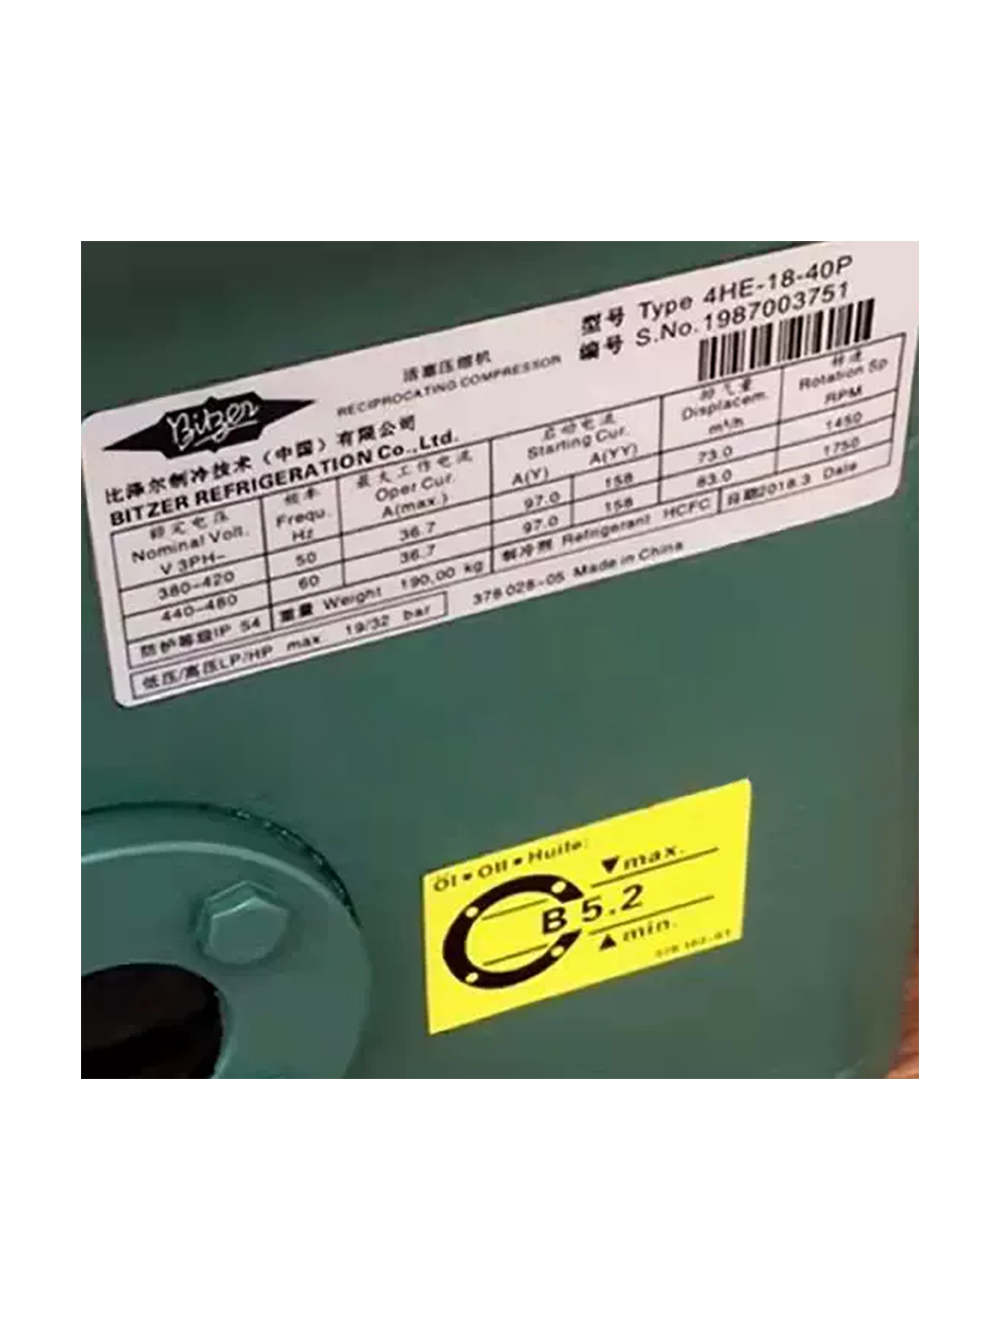 型号 Type 4HE-18-40P
编号 S.No.1987003751
活塞压缩机
RECIPROCATING COMPRESSOR
Bitzer
比泽尔制冷技术（中国）有限公司
BITZER REFRIGERATION Co.,Ltd.
额定电压 频率 最大工作电流 启动电流 排气量 转速
Nominal Volt. Frequ. Oper Cur. Starting Cur. Displacem. Rotation Sp
V 3PH~ Hz A(max.) A(Y) A(YY) m³/h RPM
380-420 50 36.7 97.0 158 73.0 1450
440-480 60 36.7 97.0 158 83.0 1750
防护等级IP 54 重量 Weight 190,00 kg 制冷剂 Refrigerant HCFC 日期2018.3 Date
低压/高压LP/HP max. 19/32 bar 378 028-05 Made in China
Öl • Oil • Huile:
▼max.
B 5.2
▲min.